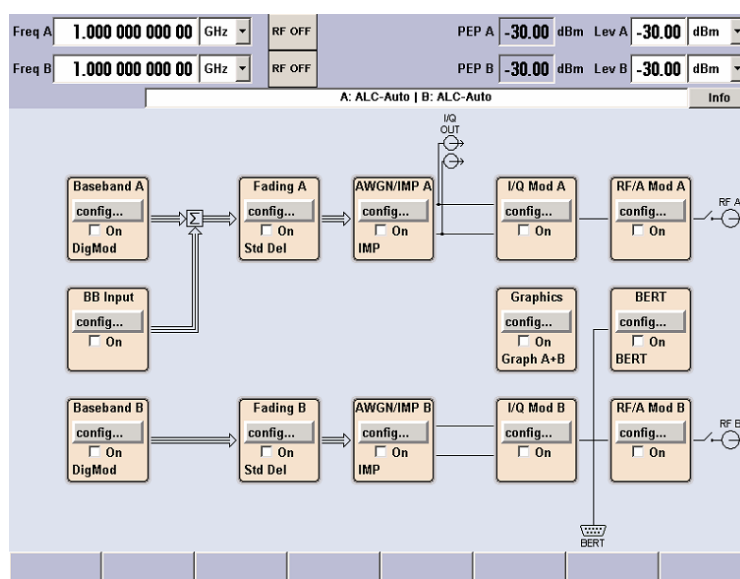 Freq A 1.000 000 000 00 GHz RF OFF PEP A -30.00 dBm Lev A -30.00 dBm
Freq B 1.000 000 000 00 GHz RF OFF PEP B -30.00 dBm Lev B -30.00 dBm
A: ALC-Auto | B: ALC-Auto Info
I/Q
OUT
Baseband A Fading A AWGN/IMP A I/Q Mod A RF/A Mod A
config... Σ config... config... config... config... RF A
On On On On On
DigMod Std Del IMP
BB Input Graphics BERT
config... config... config...
On On On
Graph A+B BERT
Baseband B Fading B AWGN/IMP B I/Q Mod B RF/A Mod B
config... config... config... config... config... RF B
On On On On On
DigMod Std Del IMP
BERT